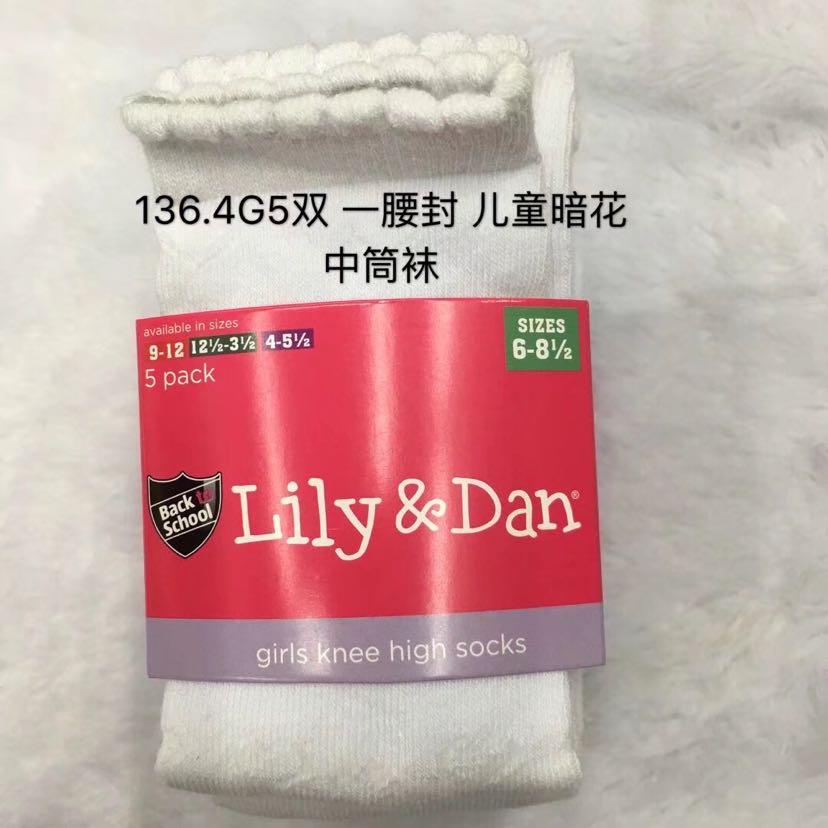 136.4G5双 一腰封 儿童暗花
中筒袜
available in sizes
9-12 12½-3½ 4-5½
5 pack
SIZES
6-8½
Back to
School
Lily & Dan®
girls knee high socks